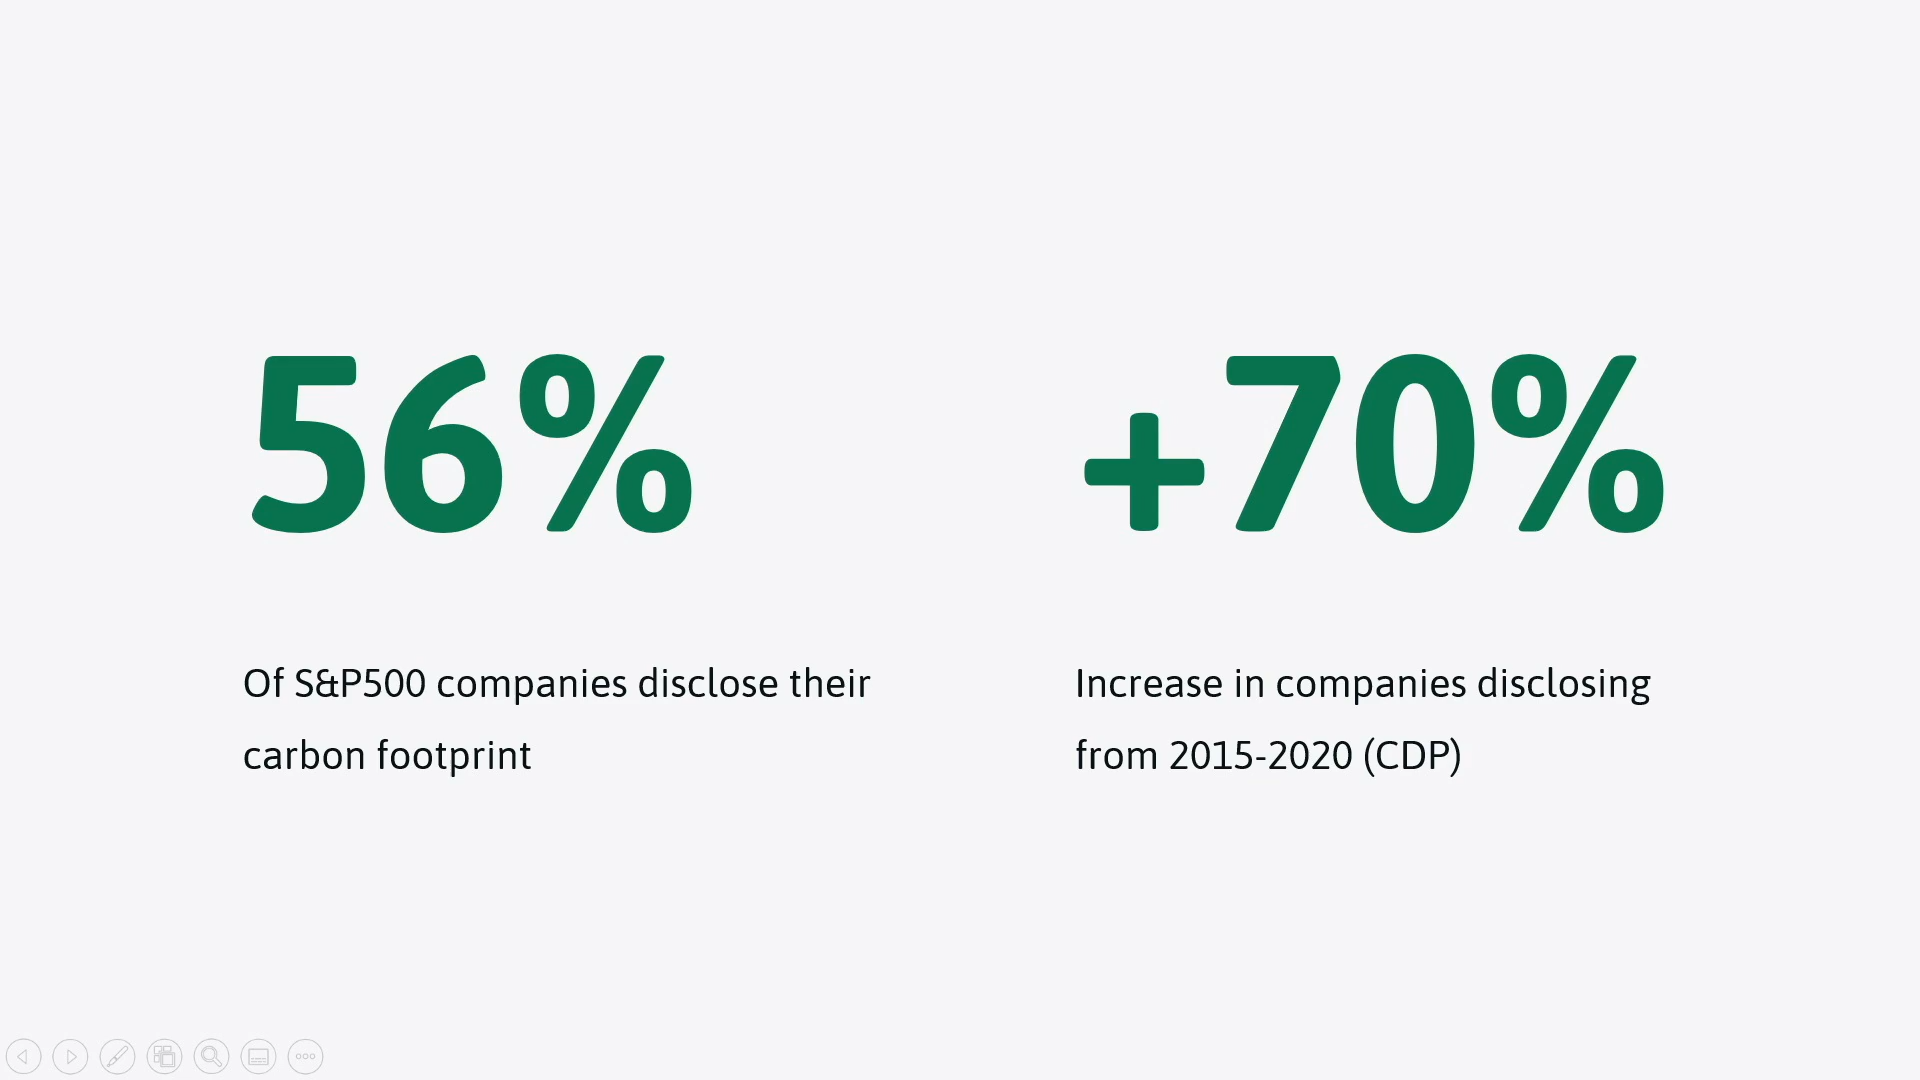 56%
Of S&P500 companies disclose their
carbon footprint
+70%
Increase in companies disclosing
from 2015-2020 (CDP)